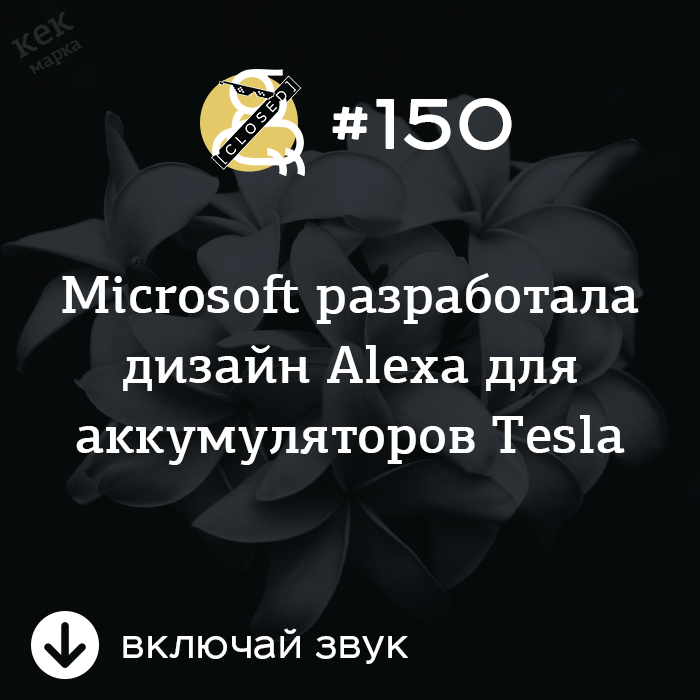 кек
марка
[CLOSED]
#150
Microsoft разработала
дизайн Alexa для
аккумуляторов Tesla
включай звук